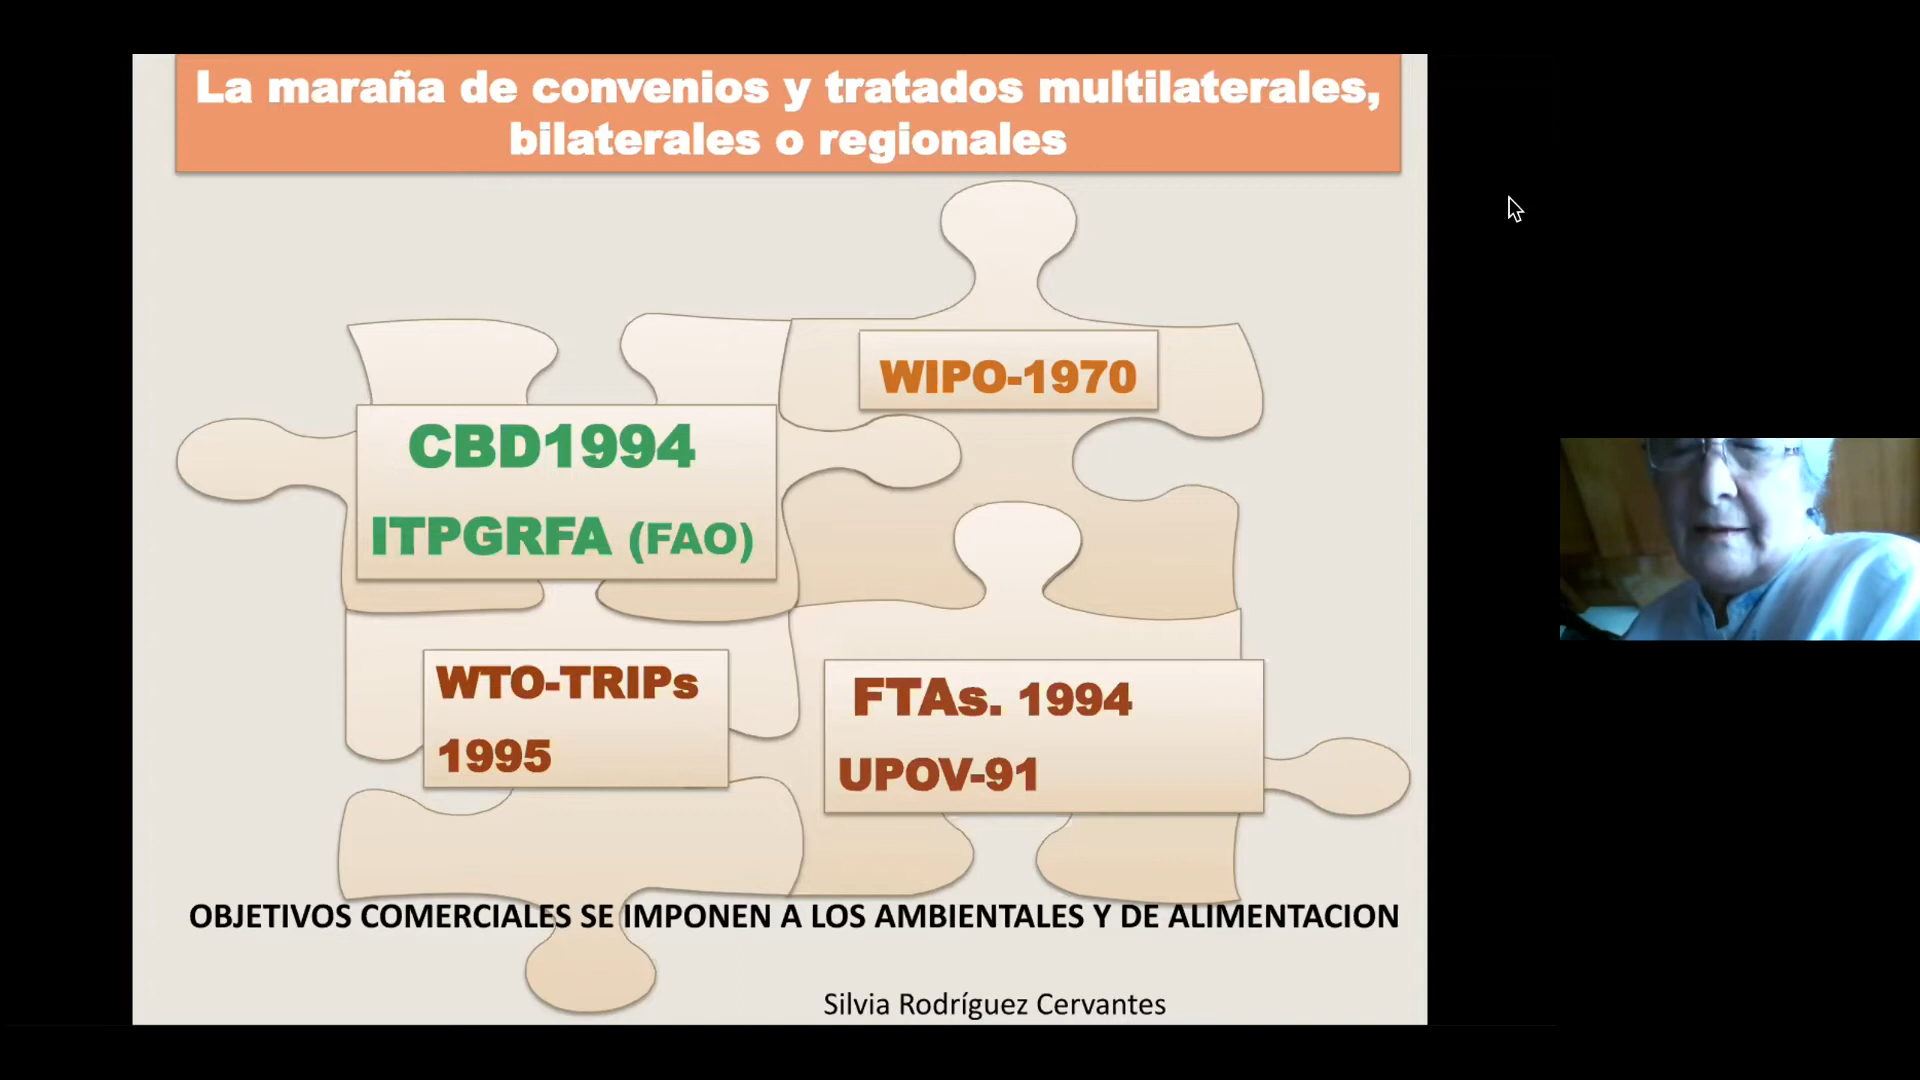 La maraña de convenios y tratados multilaterales,
bilaterales o regionales
WIPO-1970
CBD1994
ITPGRFA (FAO)
WTO-TRIPs
1995
FTAs. 1994
UPOV-91
OBJETIVOS COMERCIALES SE IMPONEN A LOS AMBIENTALES Y DE ALIMENTACION
Silvia Rodríguez Cervantes